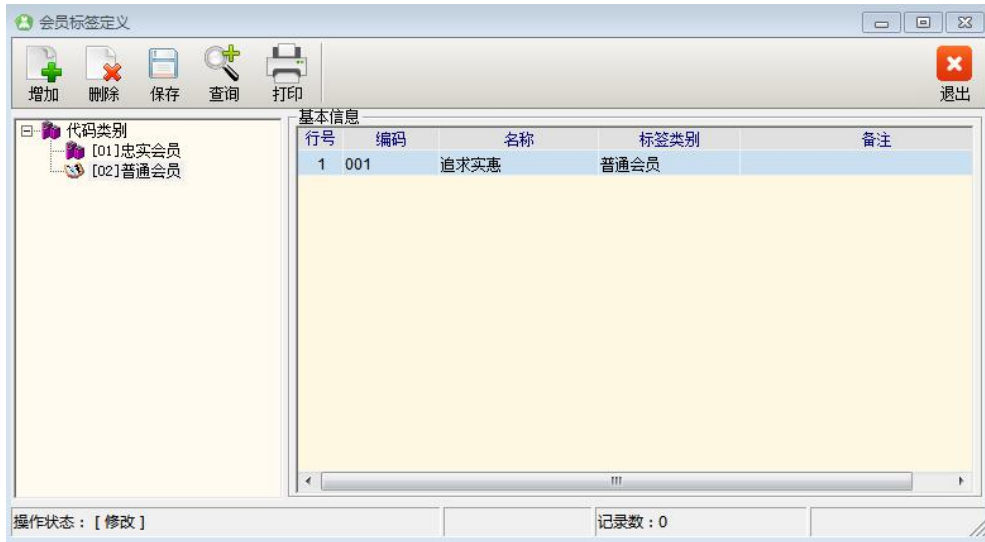 会员标签定义
增加 删除 保存 查询 打印 退出
代码类别
[01]忠实会员
[02]普通会员
基本信息
行号 编码 名称 标签类别 备注
1 001 追求实惠 普通会员
操作状态：[修改] 记录数：0